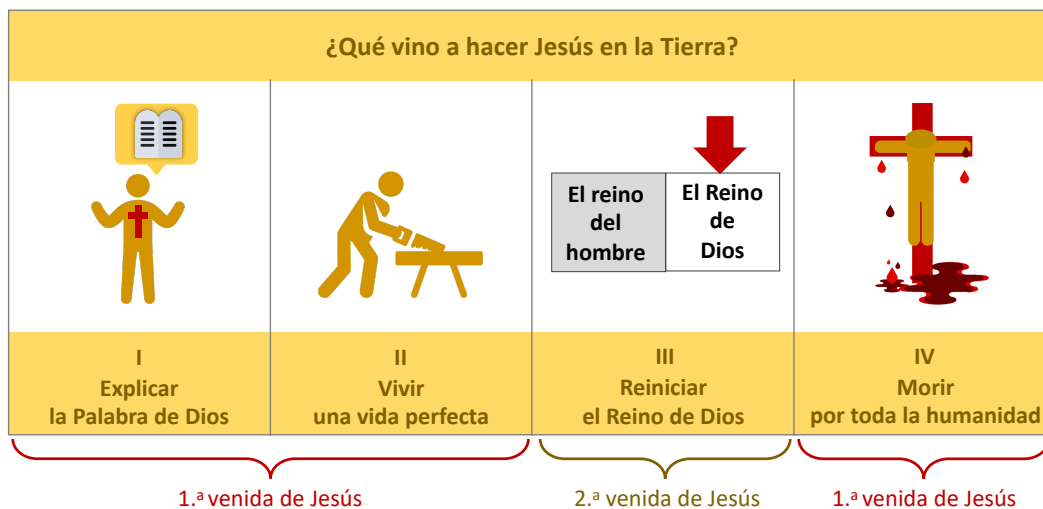 ¿Qué vino a hacer Jesús en la Tierra?
El reino
del
hombre
El Reino
de
Dios
I
Explicar
la Palabra de Dios
II
Vivir
una vida perfecta
III
Reiniciar
el Reino de Dios
IV
Morir
por toda la humanidad
1.ª venida de Jesús
2.ª venida de Jesús
1.ª venida de Jesús